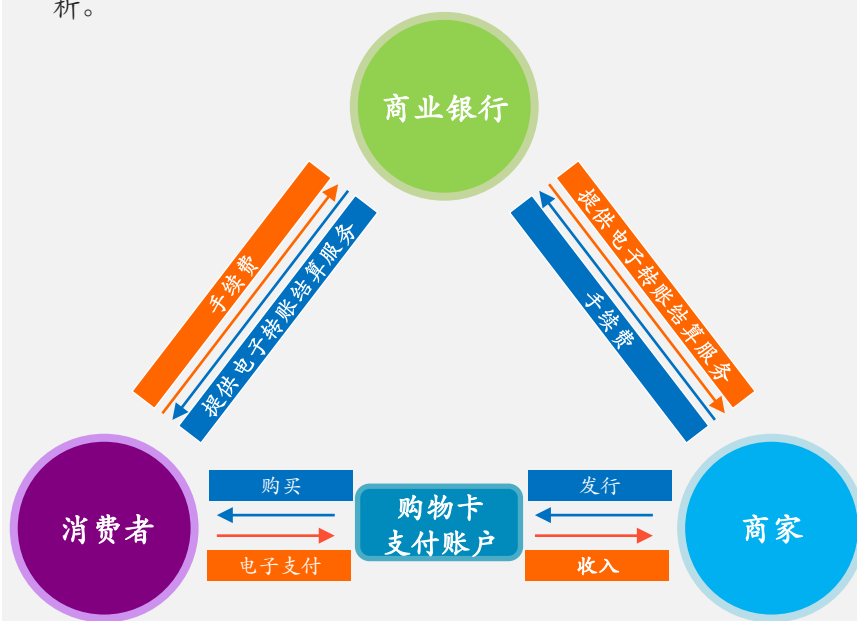 析。
商业银行
手续费
提供电子转账结算服务
提供电子转账结算服务
手续费
消费者
购买
电子支付
购物卡
支付账户
发行
收入
商家